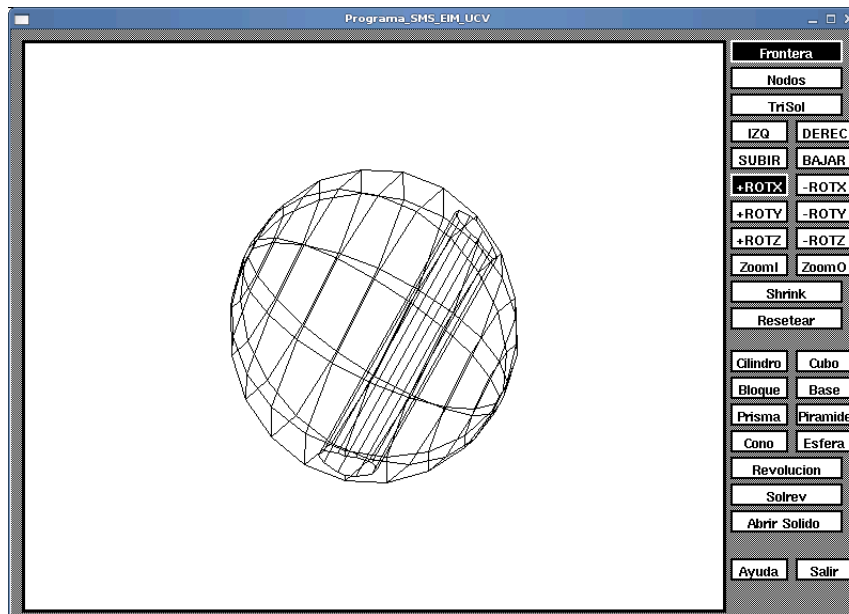 Programa_SMS_EIM_UCV
Frontera
Nodos
TriSol
IZQ DEREC
SUBIR BAJAR
+ROTX -ROTX
+ROTY -ROTY
+ROTZ -ROTZ
ZoomI ZoomO
Shrink
Resetear
Cilindro Cubo
Bloque Base
Prisma Piramide
Cono Esfera
Revolucion
Solrev
Abrir Solido
Ayuda Salir